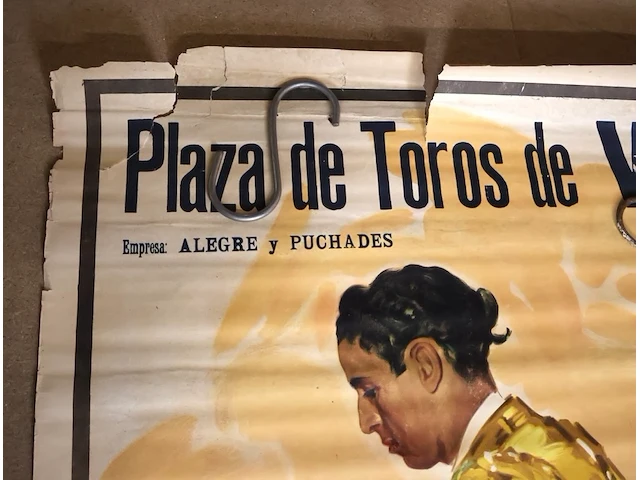 Plaza de Toros de
Empresa: ALEGRE y PUCHADES